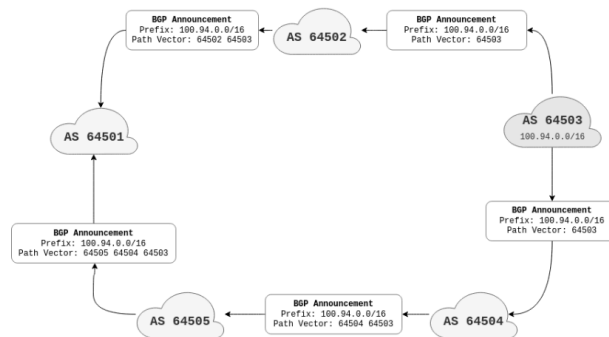 BGP Announcement
Prefix: 100.94.0.0/16
Path Vector: 64502 64503
AS 64502
BGP Announcement
Prefix: 100.94.0.0/16
Path Vector: 64503
AS 64501
AS 64503
100.94.0.0/16
BGP Announcement
Prefix: 100.94.0.0/16
Path Vector: 64505 64504 64503
BGP Announcement
Prefix: 100.94.0.0/16
Path Vector: 64503
AS 64505
BGP Announcement
Prefix: 100.94.0.0/16
Path Vector: 64504 64503
AS 64504